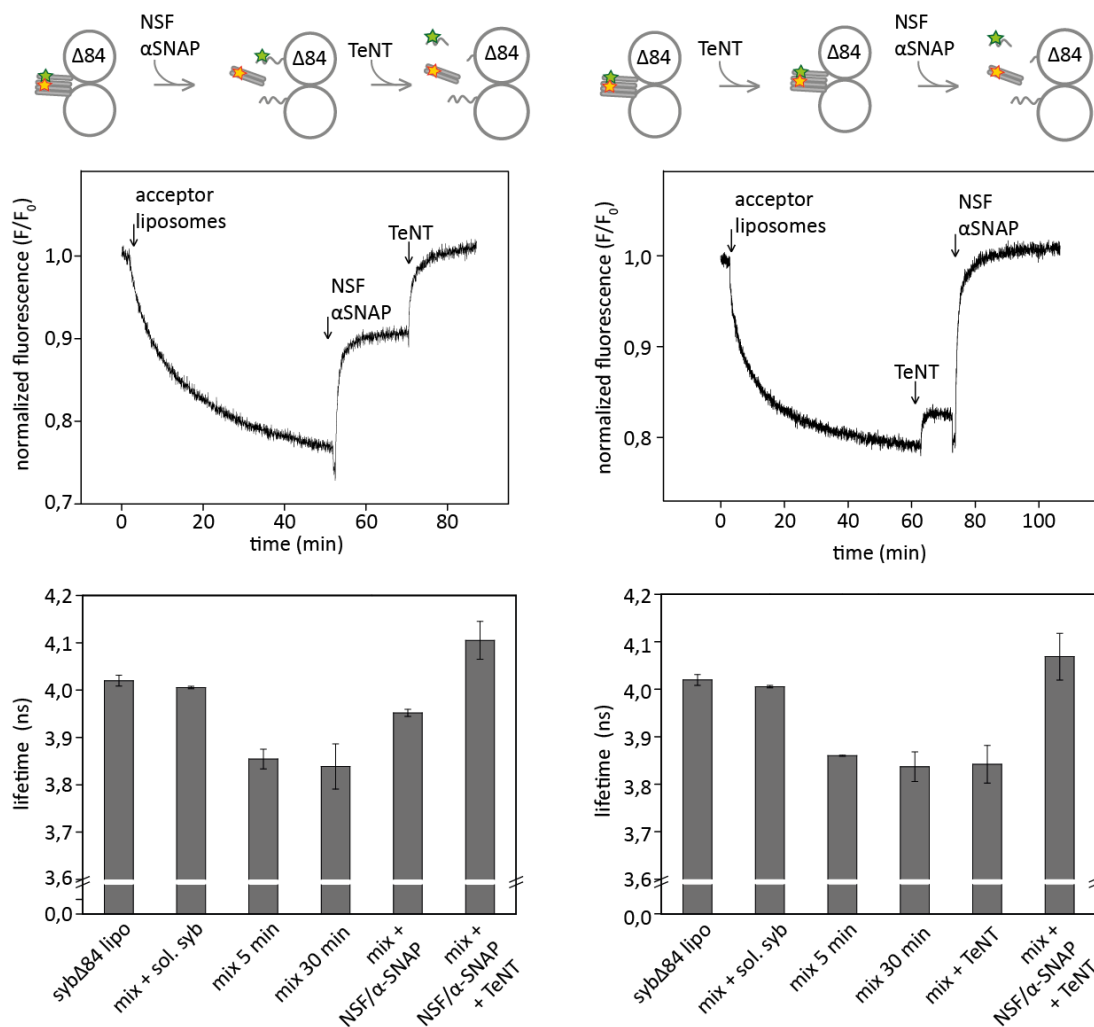 NSF
αSNAP
Δ84
TeNT
Δ84
Δ84
Δ84
TeNT
Δ84
NSF
αSNAP
Δ84
normalized fluorescence (F/F0)
1,0
0,9
0,8
0,7
acceptor
liposomes
NSF
αSNAP
TeNT
0
20
40
60
80
time (min)
normalized fluorescence (F/F0)
1,0
0,9
0,8
acceptor
liposomes
TeNT
NSF
αSNAP
0
20
40
60
80
100
time (min)
lifetime (ns)
4,2
4,1
4,0
3,9
3,8
3,7
3,6
0,0
sybΔ84 lipo
mix + sol. syb
mix 5 min
mix 30 min
mix +
NSF/α-SNAP
mix +
NSF/α-SNAP
+ TeNT
lifetime (ns)
4,2
4,1
4,0
3,9
3,8
3,7
3,6
0,0
sybΔ84 lipo
mix + sol. syb
mix 5 min
mix 30 min
mix + TeNT
mix +
NSF/α-SNAP
+ TeNT